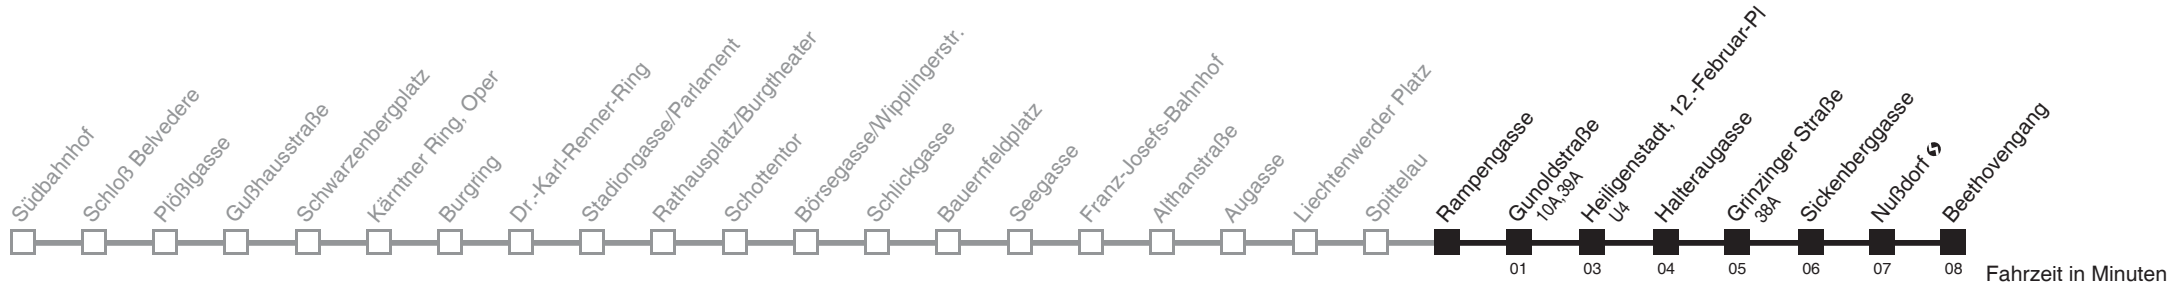 Südbahnhof
Schloß Belvedere
Plößlgasse
Gußhausstraße
Schwarzenbergplatz
Kärntner Ring, Oper
Burgring
Dr.-Karl-Renner-Ring
Stadiongasse/Parlament
Rathausplatz/Burgtheater
Schottentor
Börsegasse/Wipplingerstr.
Schlickgasse
Bauernfeldplatz
Seegasse
Franz-Josefs-Bahnhof
Althanstraße
Augasse
Liechtenwerder Platz
Spittelau
Rampengasse
Gunoldstraße
10A,39A
Heiligenstadt, 12.-Februar-Pl
U4
Halteraugasse
Grinzinger Straße
38A
Sickenberggasse
Nußdorf
Beethovengang
01 03 04 05 06 07 08
Fahrzeit in Minuten